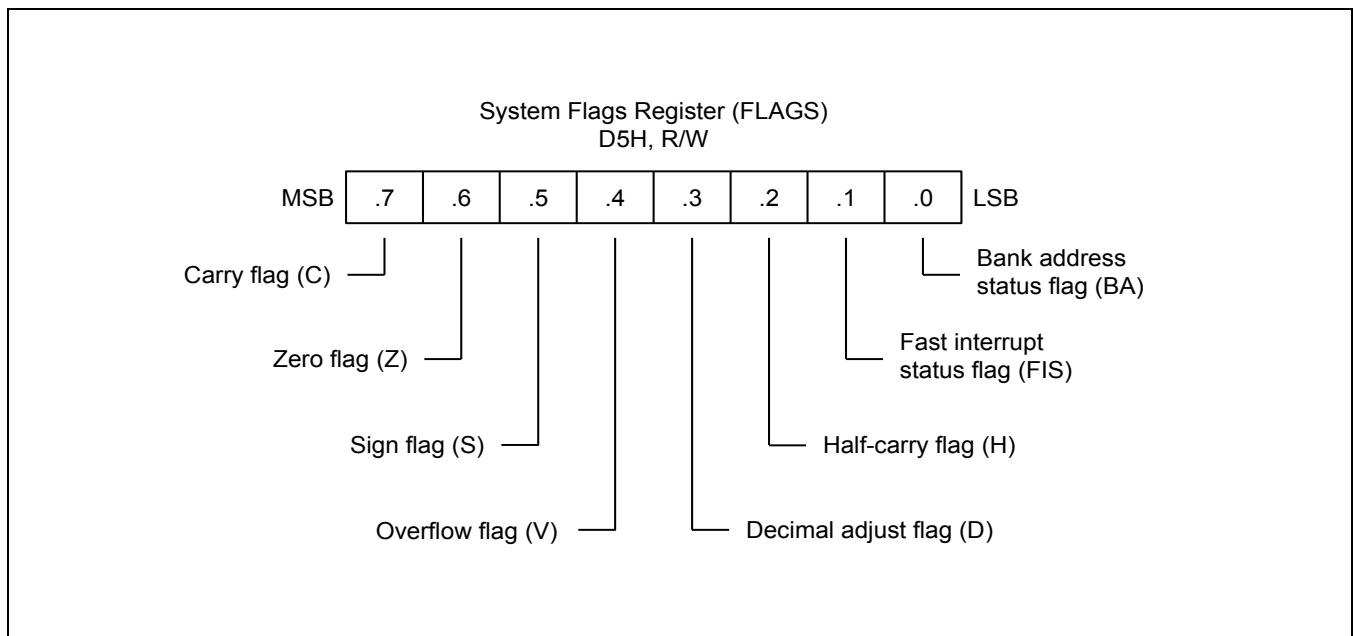 System Flags Register (FLAGS)
D5H, R/W
MSB .7 .6 .5 .4 .3 .2 .1 .0 LSB
Carry flag (C)
Bank address
status flag (BA)
Zero flag (Z)
Fast interrupt
status flag (FIS)
Sign flag (S)
Half-carry flag (H)
Overflow flag (V)
Decimal adjust flag (D)